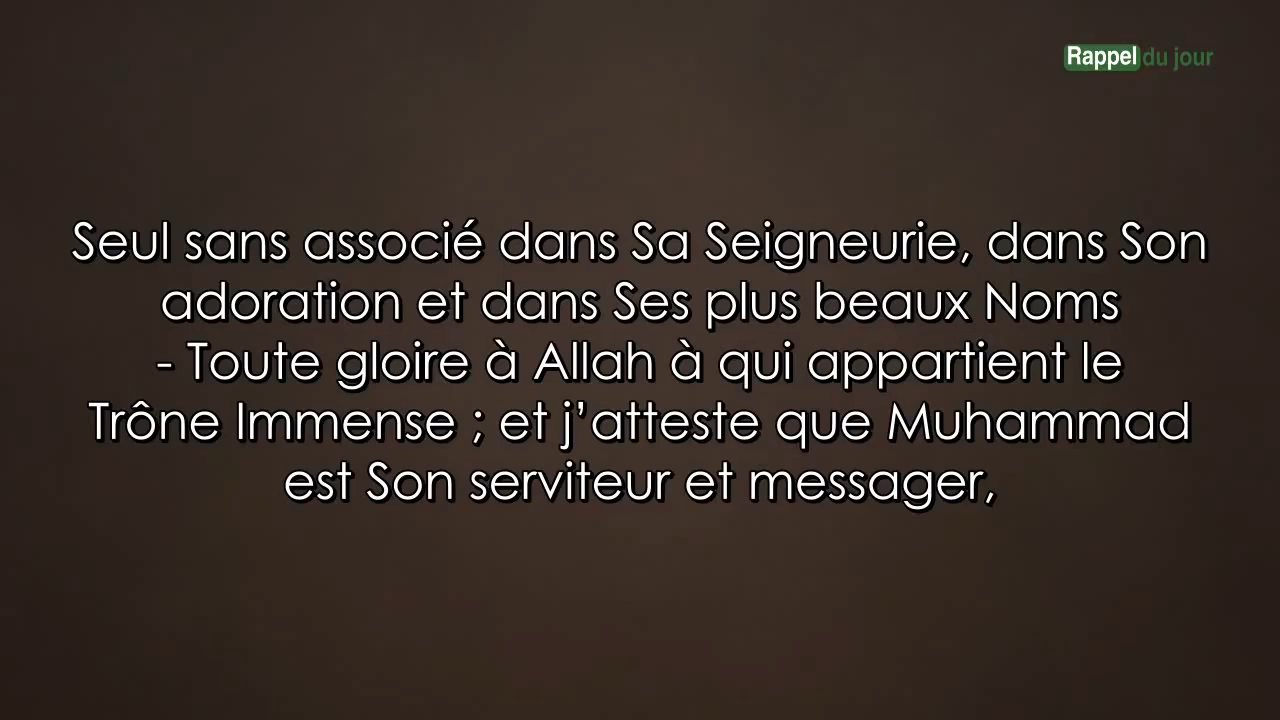 Rappel du jour
Seul sans associé dans Sa Seigneurie, dans Son
adoration et dans Ses plus beaux Noms
- Toute gloire à Allah à qui appartient le
Trône Immense ; et j’atteste que Muhammad
est Son serviteur et messager,